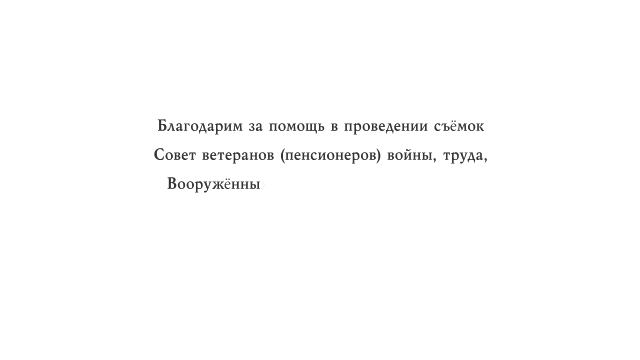 Благодарим за помощь в проведении съёмок
Совет ветеранов (пенсионеров) войны, труда,
Вооружённы